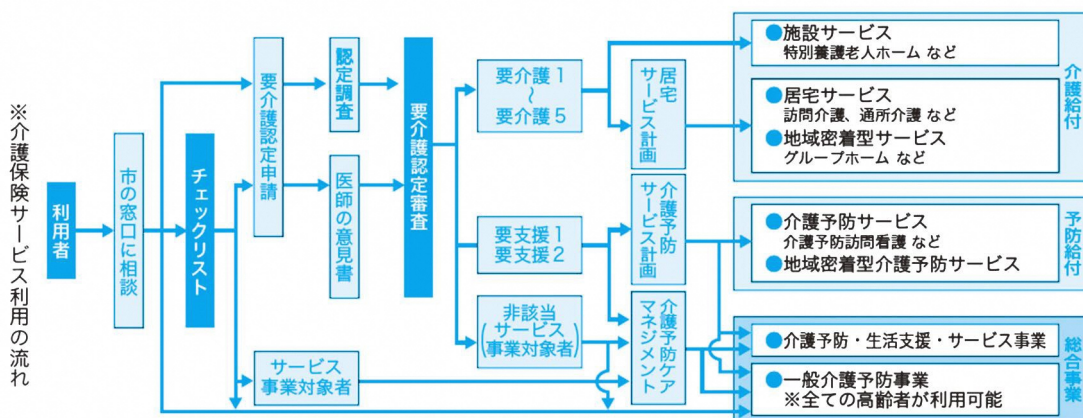 ※介護保険サービス利用の流れ
利用者
市の窓口に相談
チェックリスト
要介護認定申請
認定調査
医師の意見書
サービス
事業対象者
要介護認定審査
要介護1
～
要介護5
要支援1
要支援2
非該当
(サービス
事業対象者)
居宅
サービス計画
介護予防
サービス計画
介護予防ケア
マネジメント
●施設サービス
特別養護老人ホーム など
●居宅サービス
訪問介護、通所介護 など
●地域密着型サービス
グループホーム など
介護給付
●介護予防サービス
介護予防訪問看護 など
●地域密着型介護予防サービス
予防給付
●介護予防・生活支援・サービス事業
●一般介護予防事業
※全ての高齢者が利用可能
総合事業